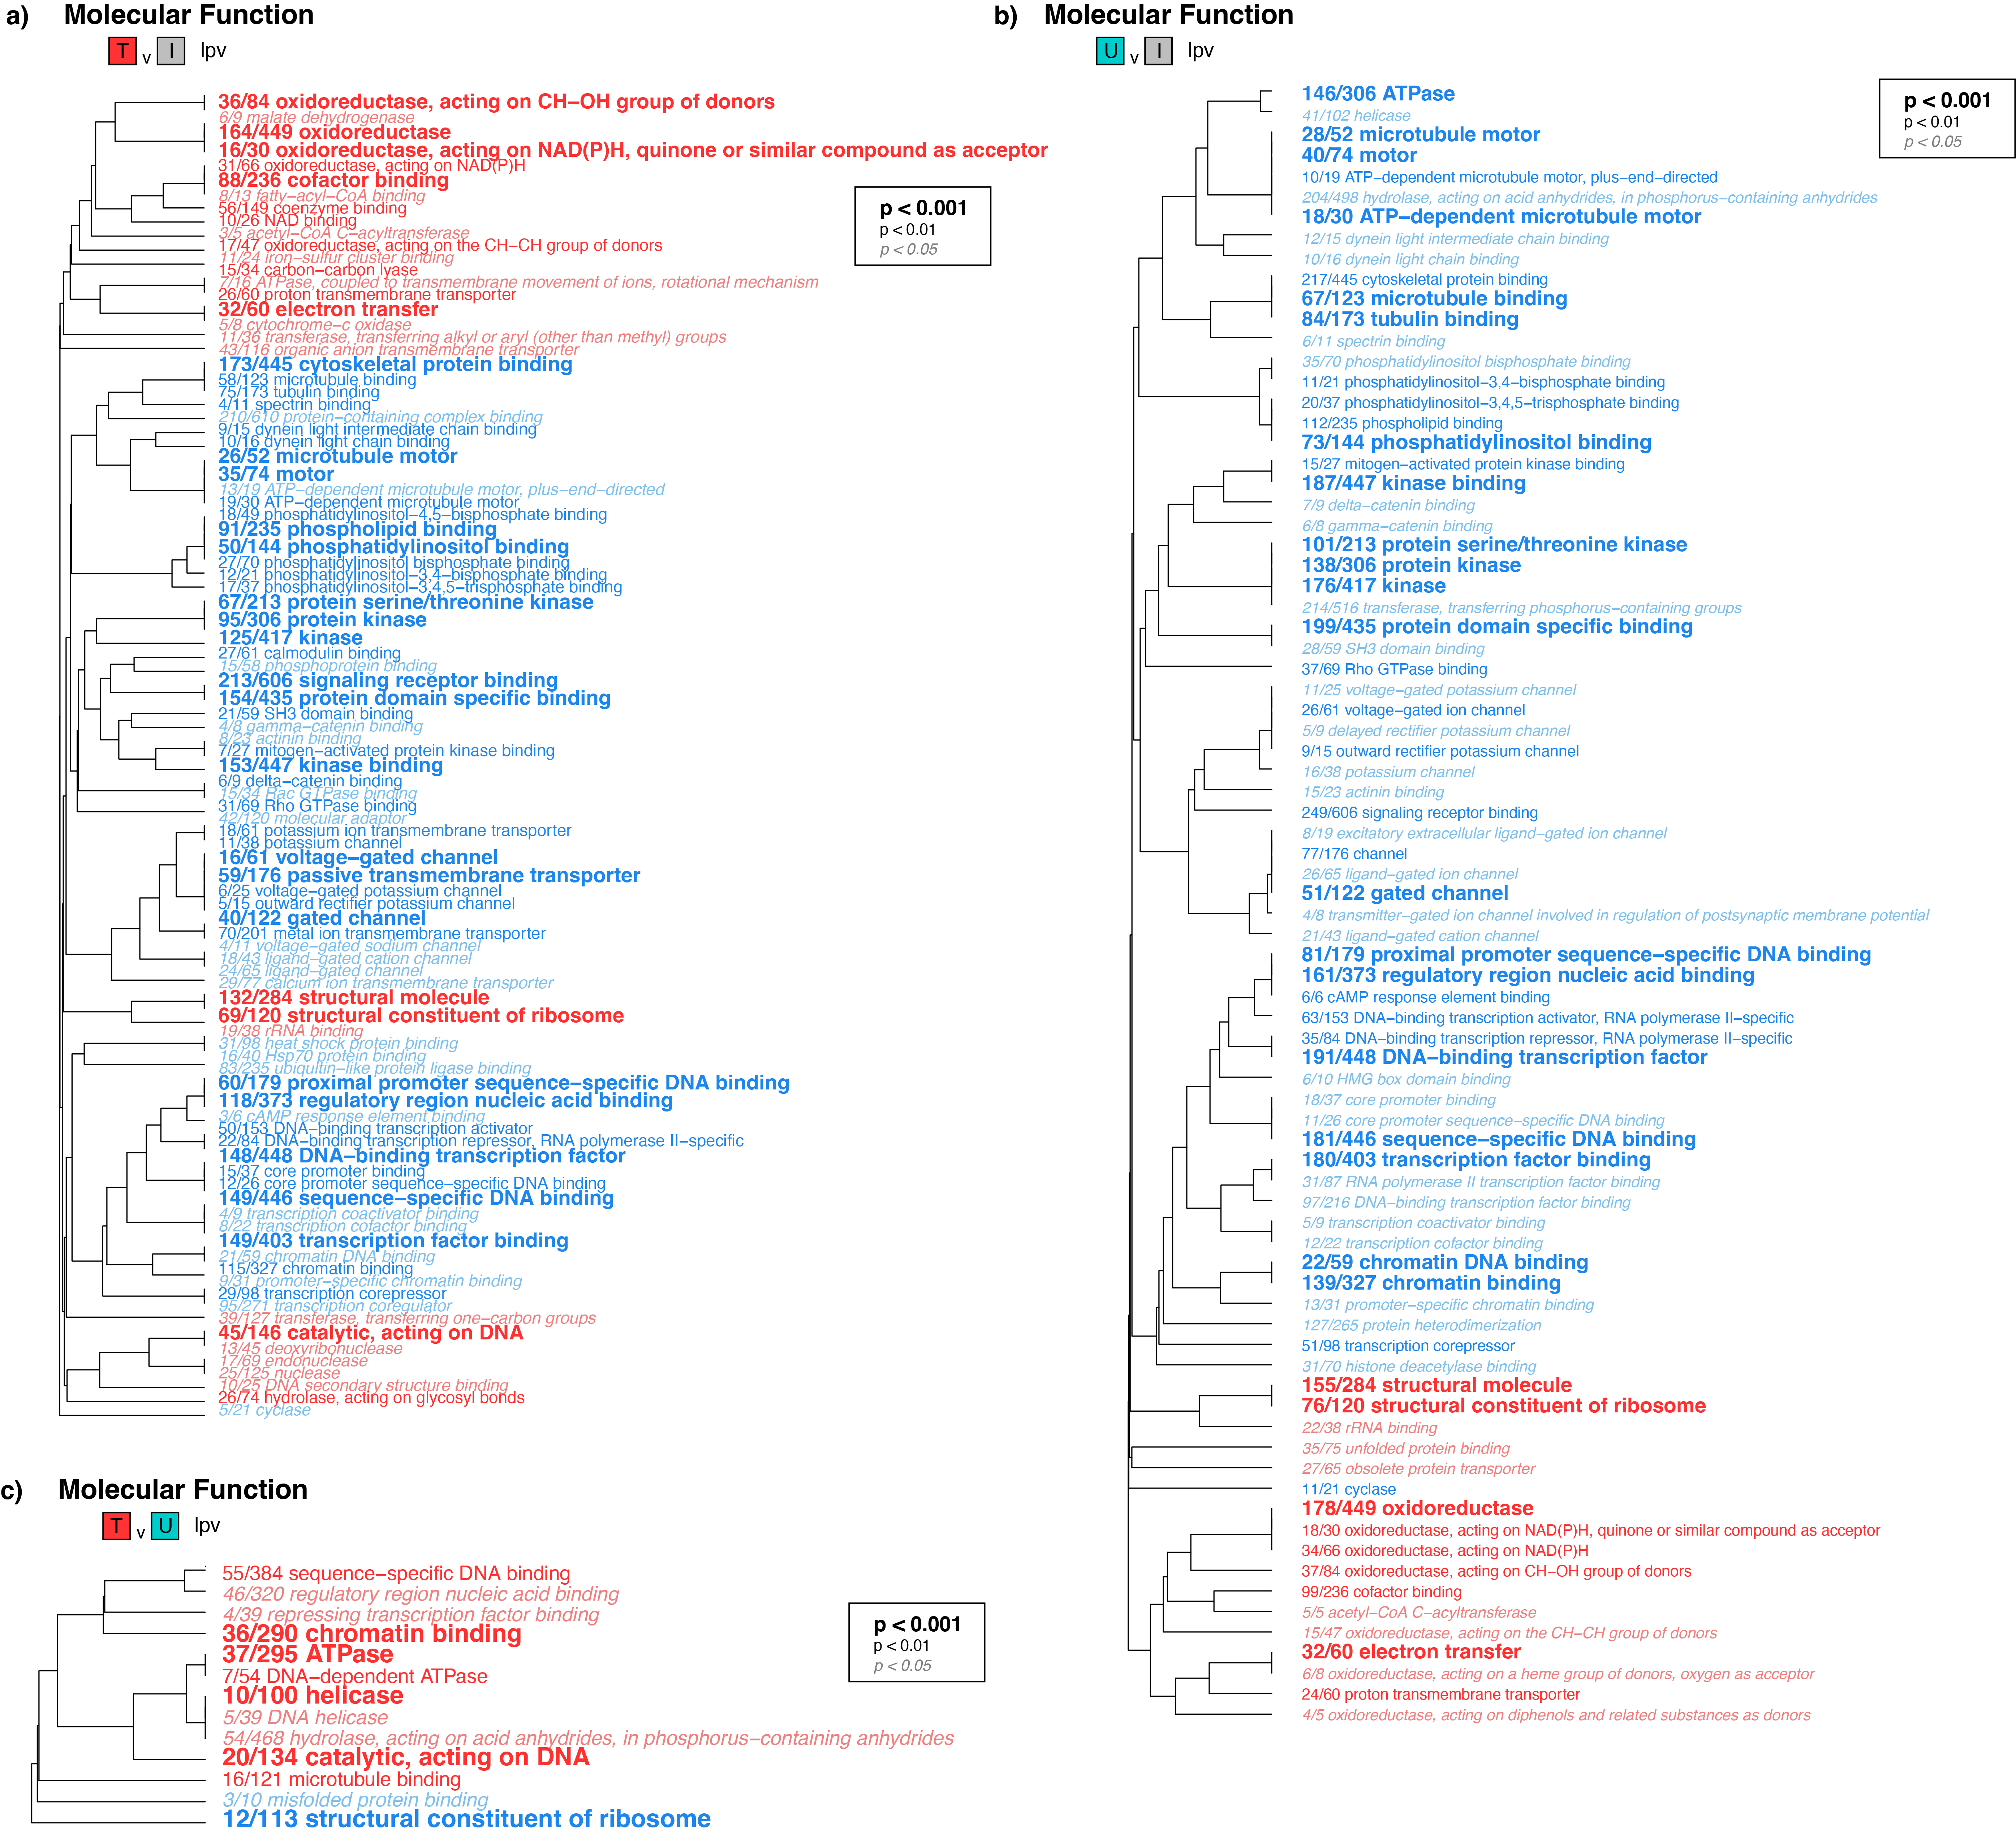 a) Molecular Function
T v I lpv
36/84 oxidoreductase, acting on CH−OH group of donors
6/9 malate dehydrogenase
164/449 oxidoreductase
16/30 oxidoreductase, acting on NAD(P)H, quinone or similar compound as acceptor
31/66 oxidoreductase, acting on NAD(P)H
88/236 cofactor binding
8/13 fatty−acyl−CoA binding
56/149 coenzyme binding
10/26 NAD binding
3/5 acetyl−CoA C−acyltransferase
17/47 oxidoreductase, acting on the CH−CH group of donors
11/24 iron−sulfur cluster binding
15/34 carbon−carbon lyase
7/16 ATPase, coupled to transmembrane movement of ions, rotational mechanism
26/60 proton transmembrane transporter
32/60 electron transfer
5/8 cytochrome−c oxidase
11/36 transferase, transferring alkyl or aryl (other than methyl) groups
43/116 organic anion transmembrane transporter
173/445 cytoskeletal protein binding
58/123 microtubule binding
75/173 tubulin binding
4/11 spectrin binding
210/610 protein−containing complex binding
9/15 dynein light intermediate chain binding
10/16 dynein light chain binding
26/52 microtubule motor
35/74 motor
13/19 ATP−dependent microtubule motor, plus−end−directed
19/30 ATP−dependent microtubule motor
18/49 phosphatidylinositol−4,5−bisphosphate binding
91/235 phospholipid binding
50/144 phosphatidylinositol binding
27/70 phosphatidylinositol bisphosphate binding
12/21 phosphatidylinositol−3,4−bisphosphate binding
17/37 phosphatidylinositol−3,4,5−trisphosphate binding
67/213 protein serine/threonine kinase
95/306 protein kinase
125/417 kinase
27/61 calmodulin binding
15/58 phosphoprotein binding
213/606 signaling receptor binding
154/435 protein domain specific binding
21/59 SH3 domain binding
4/8 gamma−catenin binding
8/23 actinin binding
7/27 mitogen−activated protein kinase binding
153/447 kinase binding
6/9 delta−catenin binding
15/34 Rac GTPase binding
31/69 Rho GTPase binding
42/120 molecular adaptor
18/61 potassium ion transmembrane transporter
11/38 potassium channel
16/61 voltage−gated channel
59/176 passive transmembrane transporter
6/25 voltage−gated potassium channel
5/15 outward rectifier potassium channel
40/122 gated channel
70/201 metal ion transmembrane transporter
4/11 voltage−gated sodium channel
18/43 ligand−gated cation channel
24/65 ligand−gated channel
29/77 calcium ion transmembrane transporter
132/284 structural molecule
69/120 structural constituent of ribosome
19/38 rRNA binding
31/98 heat shock protein binding
16/40 Hsp70 protein binding
83/235 ubiquitin−like protein ligase binding
60/179 proximal promoter sequence−specific DNA binding
118/373 regulatory region nucleic acid binding
3/6 cAMP response element binding
50/153 DNA−binding transcription activator
22/84 DNA−binding transcription repressor, RNA polymerase II−specific
148/448 DNA−binding transcription factor
15/37 core promoter binding
12/26 core promoter sequence−specific DNA binding
149/446 sequence−specific DNA binding
4/9 transcription coactivator binding
8/22 transcription cofactor binding
149/403 transcription factor binding
21/59 chromatin DNA binding
115/327 chromatin binding
9/31 promoter−specific chromatin binding
29/98 transcription corepressor
95/271 transcription coregulator
39/127 transferase, transferring one−carbon groups
45/146 catalytic, acting on DNA
13/45 deoxyribonuclease
17/69 endonuclease
25/125 nuclease
10/25 DNA secondary structure binding
26/74 hydrolase, acting on glycosyl bonds
5/21 cyclase
p < 0.001
p < 0.01
p < 0.05
b) Molecular Function
U v I lpv
146/306 ATPase
41/102 helicase
28/52 microtubule motor
40/74 motor
10/19 ATP−dependent microtubule motor, plus−end−directed
204/498 hydrolase, acting on acid anhydrides, in phosphorus−containing anhydrides
18/30 ATP−dependent microtubule motor
12/15 dynein light intermediate chain binding
10/16 dynein light chain binding
217/445 cytoskeletal protein binding
67/123 microtubule binding
84/173 tubulin binding
6/11 spectrin binding
35/70 phosphatidylinositol bisphosphate binding
11/21 phosphatidylinositol−3,4−bisphosphate binding
20/37 phosphatidylinositol−3,4,5−trisphosphate binding
112/235 phospholipid binding
73/144 phosphatidylinositol binding
15/27 mitogen−activated protein kinase binding
187/447 kinase binding
7/9 delta−catenin binding
6/8 gamma−catenin binding
101/213 protein serine/threonine kinase
138/306 protein kinase
176/417 kinase
214/516 transferase, transferring phosphorus−containing groups
199/435 protein domain specific binding
28/59 SH3 domain binding
37/69 Rho GTPase binding
11/25 voltage−gated potassium channel
26/61 voltage−gated ion channel
5/9 delayed rectifier potassium channel
9/15 outward rectifier potassium channel
16/38 potassium channel
15/23 actinin binding
249/606 signaling receptor binding
8/19 excitatory extracellular ligand−gated ion channel
77/176 channel
26/65 ligand−gated ion channel
51/122 gated channel
4/8 transmitter−gated ion channel involved in regulation of postsynaptic membrane potential
21/43 ligand−gated cation channel
81/179 proximal promoter sequence−specific DNA binding
161/373 regulatory region nucleic acid binding
6/6 cAMP response element binding
63/153 DNA−binding transcription activator, RNA polymerase II−specific
35/84 DNA−binding transcription repressor, RNA polymerase II−specific
191/448 DNA−binding transcription factor
6/10 HMG box domain binding
18/37 core promoter binding
11/26 core promoter sequence−specific DNA binding
181/446 sequence−specific DNA binding
180/403 transcription factor binding
31/87 RNA polymerase II transcription factor binding
97/216 DNA−binding transcription factor binding
5/9 transcription coactivator binding
12/22 transcription cofactor binding
22/59 chromatin DNA binding
139/327 chromatin binding
13/31 promoter−specific chromatin binding
127/265 protein heterodimerization
51/98 transcription corepressor
31/70 histone deacetylase binding
155/284 structural molecule
76/120 structural constituent of ribosome
22/38 rRNA binding
35/75 unfolded protein binding
27/65 obsolete protein transporter
11/21 cyclase
178/449 oxidoreductase
18/30 oxidoreductase, acting on NAD(P)H, quinone or similar compound as acceptor
34/66 oxidoreductase, acting on NAD(P)H
37/84 oxidoreductase, acting on CH−OH group of donors
99/236 cofactor binding
5/5 acetyl−CoA C−acyltransferase
15/47 oxidoreductase, acting on the CH−CH group of donors
32/60 electron transfer
6/8 oxidoreductase, acting on a heme group of donors, oxygen as acceptor
24/60 proton transmembrane transporter
4/5 oxidoreductase, acting on diphenols and related substances as donors
p < 0.001
p < 0.01
p < 0.05
c) Molecular Function
T v U lpv
55/384 sequence−specific DNA binding
46/320 regulatory region nucleic acid binding
4/39 repressing transcription factor binding
36/290 chromatin binding
37/295 ATPase
7/54 DNA−dependent ATPase
10/100 helicase
5/39 DNA helicase
54/468 hydrolase, acting on acid anhydrides, in phosphorus−containing anhydrides
20/134 catalytic, acting on DNA
16/121 microtubule binding
3/10 misfolded protein binding
12/113 structural constituent of ribosome
p < 0.001
p < 0.01
p < 0.05